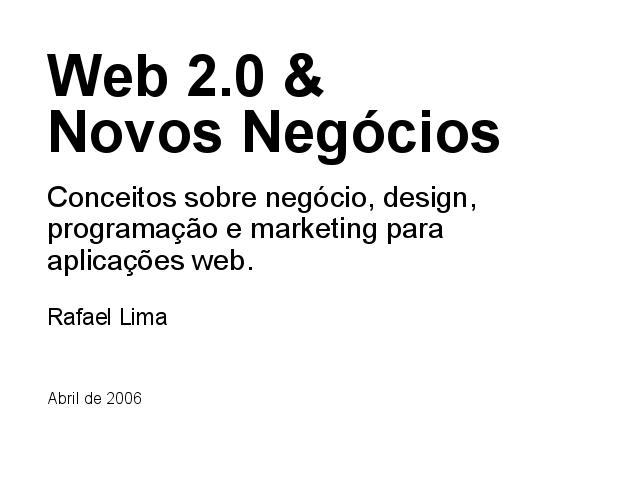 Web 2.0 &
Novos Negócios
Conceitos sobre negócio, design,
programação e marketing para
aplicações web.
Rafael Lima
Abril de 2006